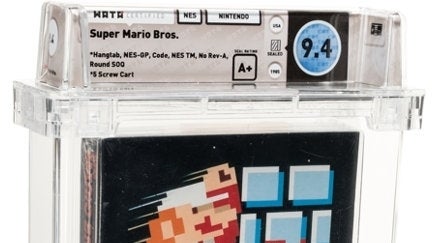 WATA CERTIFIED NES NINTENDO
Super Mario Bros.
*Hangtab, NES-GP, Code, NES TM, No Rev-A,
Round SOQ
*5 Screw Cart
SEAL RATING
A+
USA
SEALED
1985
9.4